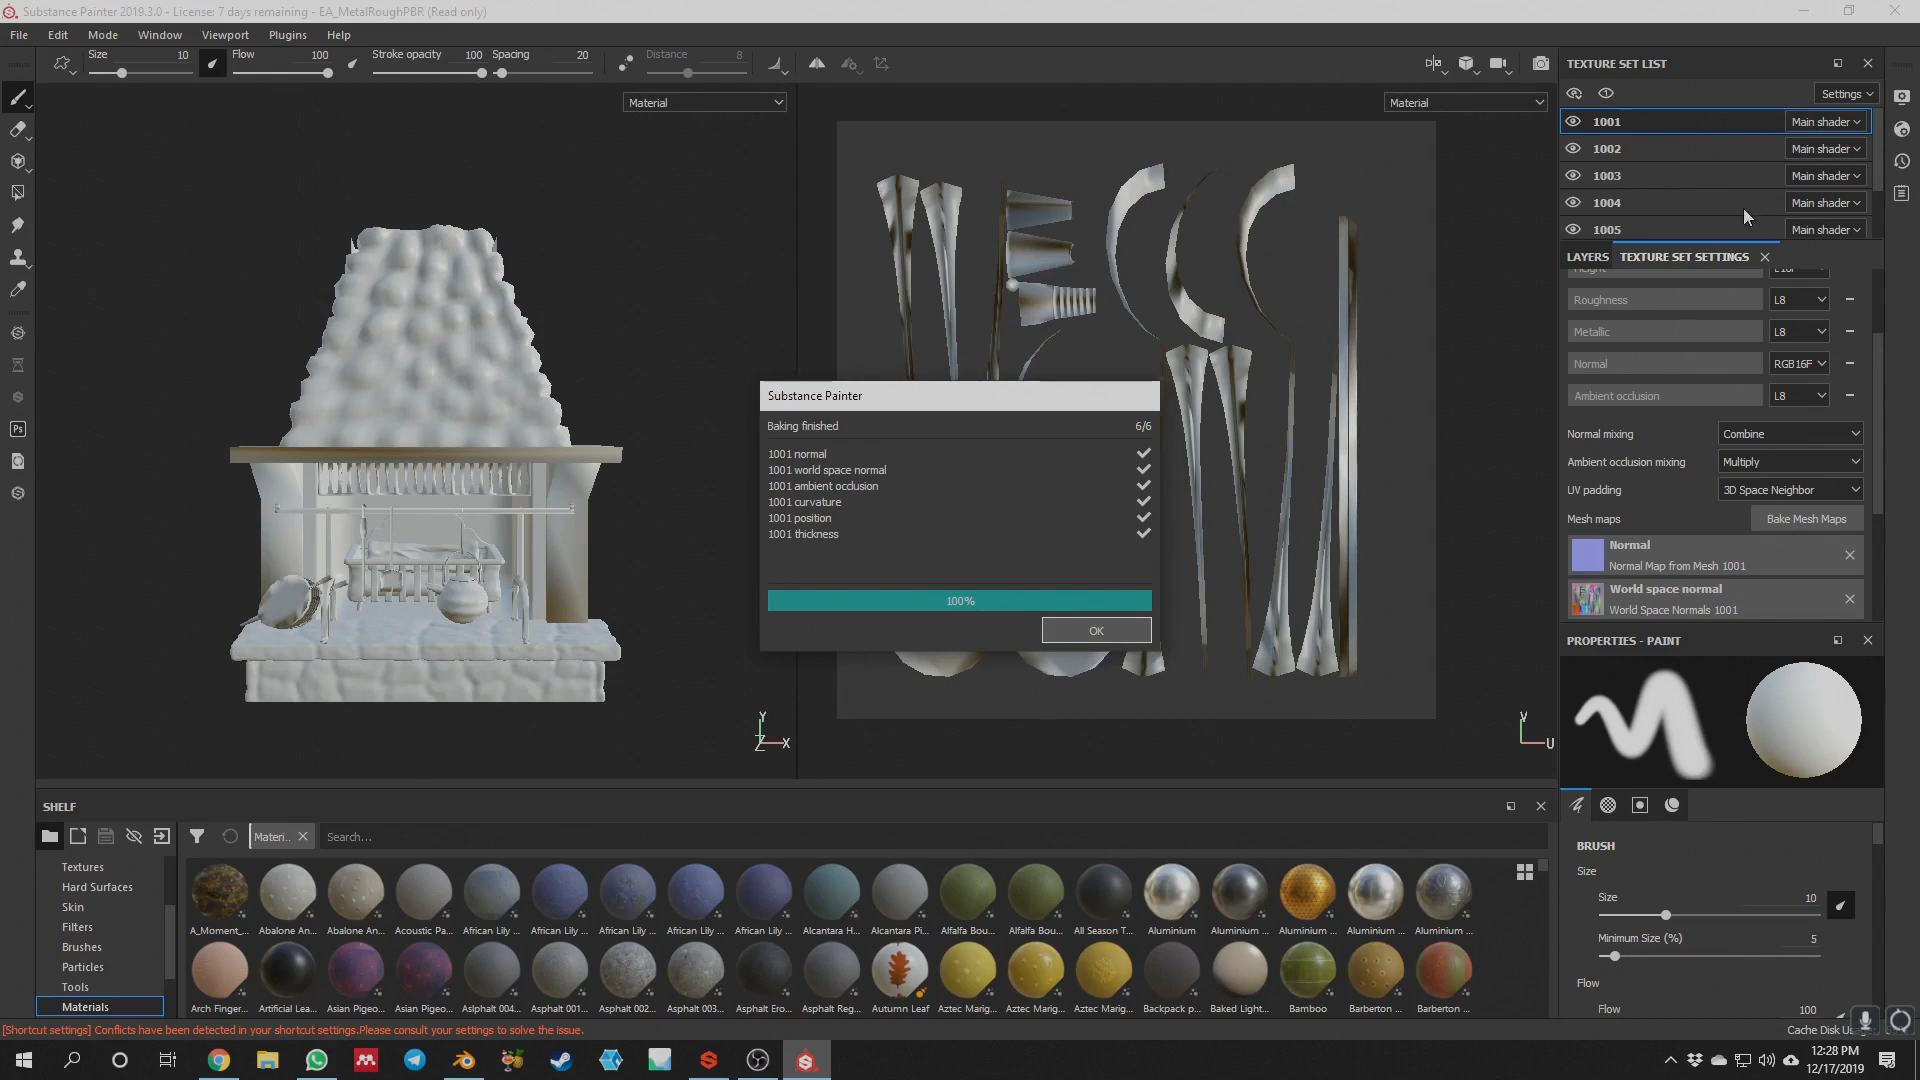 Substance Painter 2019.3.0 - License: 7 days remaining - EA_MetalRoughPBR (Read only)
File Edit Mode Window Viewport Plugins Help
Size 10 Flow 100 Stroke opacity 100 Spacing 20 Distance 8
Material
Material
TEXTURE SET LIST
Settings
1001 Main shader
1002 Main shader
1003 Main shader
1004 Main shader
1005 Main shader
LAYERS TEXTURE SET SETTINGS
Height L16F
Roughness L8
Metallic L8
Normal RGB16F
Ambient occlusion L8
Normal mixing Combine
Ambient occlusion mixing Multiply
UV padding 3D Space Neighbor
Mesh maps Bake Mesh Maps
Normal
Normal Map from Mesh 1001
World space normal
World Space Normals 1001
Substance Painter
Baking finished 6/6
1001 normal
1001 world space normal
1001 ambient occlusion
1001 curvature
1001 position
1001 thickness
100%
OK
Y
Z X
V
U
PROPERTIES - PAINT
BRUSH
Size
Size 10
Minimum Size (%) 5
Flow
Flow 100
SHELF
Materi.. Search...
Textures
Hard Surfaces
Skin
Filters
Brushes
Particles
Tools
Materials
A_Moment_... Abalone An... Abalone An... Acoustic Pa... African Lily ... African Lily ... African Lily ... African Lily ... African Lily ... Alcantara H... Alcantara Pi... Alfalfa Bou... Alfalfa Bou... All Season T... Aluminium Aluminium ... Aluminium ... Aluminium ... Aluminium ...
Arch Finger... Artificial Lea... Asian Pigeo... Asian Pigeo... Asphalt 004... Asphalt 001... Asphalt 002... Asphalt 003... Asphalt Ero... Asphalt Reg... Autumn Leaf Aztec Marig... Aztec Marig... Aztec Marig... Backpack p... Baked Light... Bamboo Barberton ... Barberton ...
[Shortcut settings] Conflicts have been detected in your shortcut settings.Please consult your settings to solve the issue.
Cache Disk
Ps
12:28 PM
12/17/2019